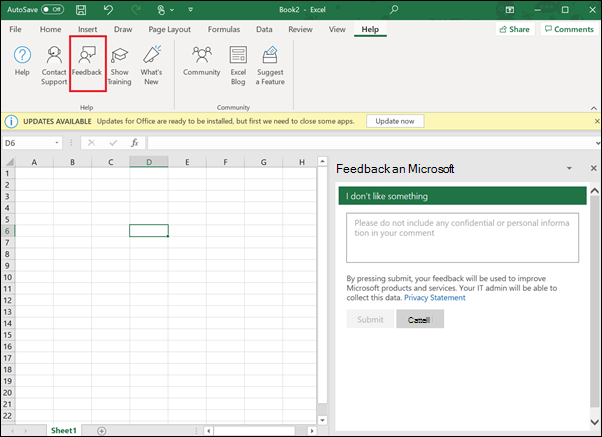 AutoSave Off Book2 - Excel
File Home Insert Draw Page Layout Formulas Data Review View Help Share Comments
Help Contact Support Feedback Show Training What's New Community Excel Blog Suggest a Feature
Help Community
UPDATES AVAILABLE Updates for Office are ready to be installed, but first we need to close some apps. Update now
D6 fx
A B C D E F G H
1
2
3
4
5
6
7
8
9
10
11
12
13
14
15
16
17
18
19
20
21
22
Sheet1
Feedback an Microsoft
I don't like something
Please do not include any confidential or personal informa
tion in your comment
By pressing submit, your feedback will be used to improve
Microsoft products and services. Your IT admin will be able to
collect this data. Privacy Statement
Submit